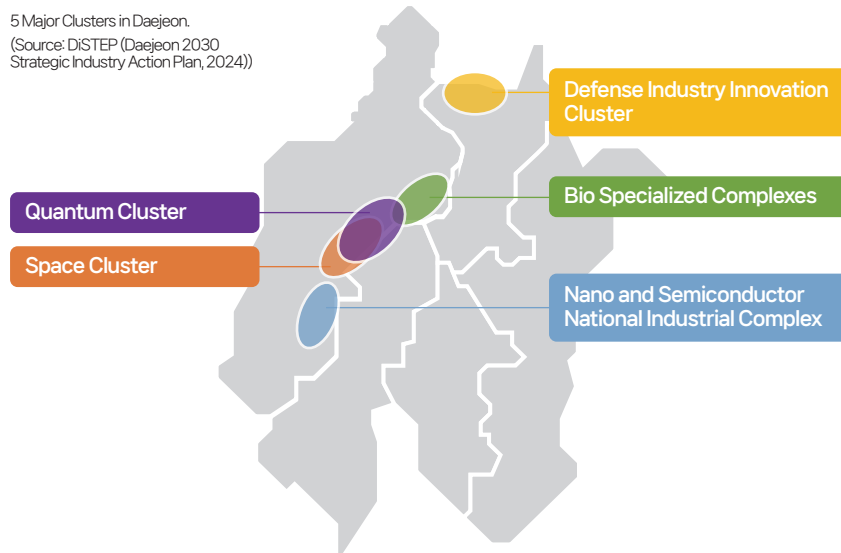 5 Major Clusters in Daejeon.
(Source: DiSTEP (Daejeon 2030
Strategic Industry Action Plan, 2024))
Defense Industry Innovation
Cluster
Quantum Cluster
Bio Specialized Complexes
Space Cluster
Nano and Semiconductor
National Industrial Complex